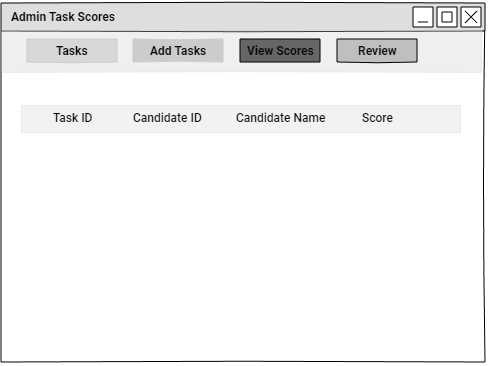 Admin Task Scores
Tasks Add Tasks View Scores Review
Task ID Candidate ID Candidate Name Score